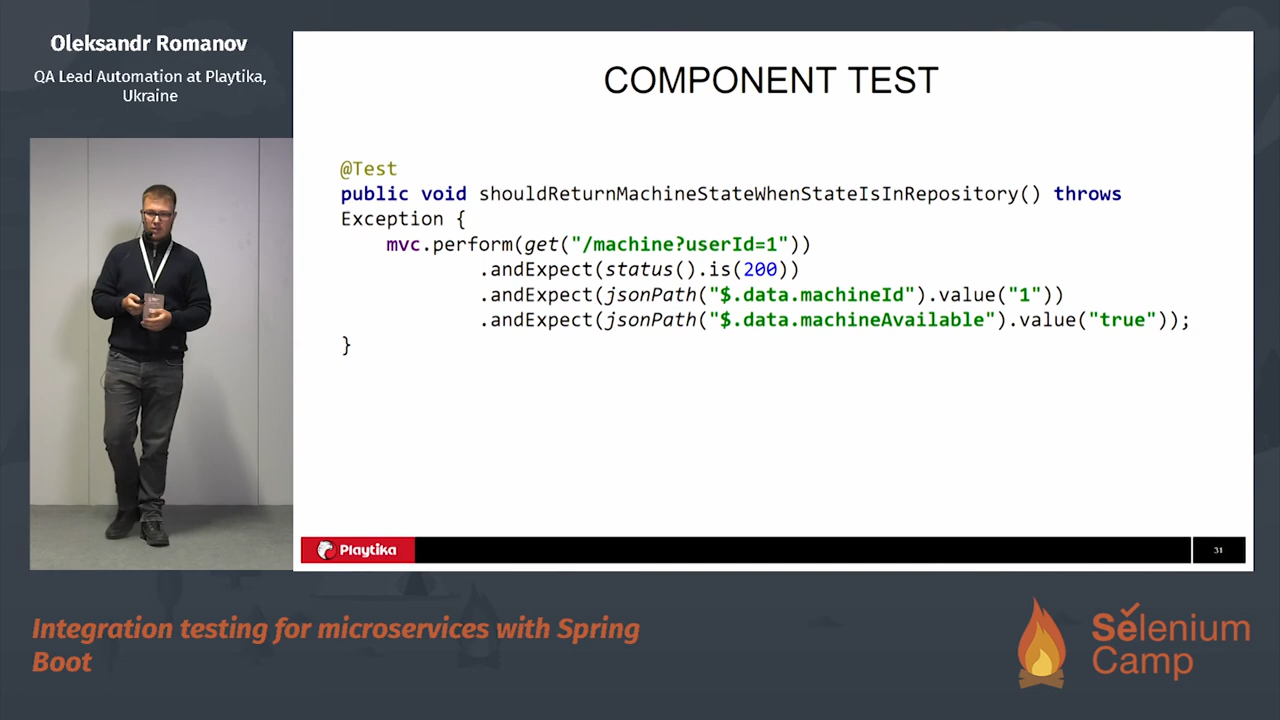 Oleksandr Romanov
QA Lead Automation at Playtika,
Ukraine
COMPONENT TEST
@Test
public void shouldReturnMachineStateWhenStateIsInRepository() throws
Exception {
mvc.perform(get("/machine?userId=1"))
.andExpect(status().is(200))
.andExpect(jsonPath("$.data.machineId").value("1"))
.andExpect(jsonPath("$.data.machineAvailable").value("true"));
}
Playtika
31
Integration testing for microservices with Spring
Boot
Selenium
Camp